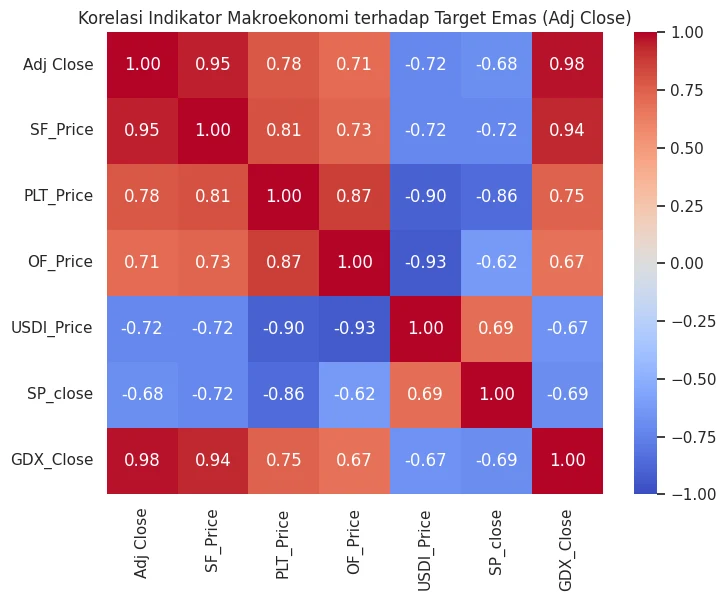 Korelasi Indikator Makroekonomi terhadap Target Emas (Adj Close)
Adj Close 1.00 0.95 0.78 0.71 -0.72 -0.68 0.98
SF_Price 0.95 1.00 0.81 0.73 -0.72 -0.72 0.94
PLT_Price 0.78 0.81 1.00 0.87 -0.90 -0.86 0.75
OF_Price 0.71 0.73 0.87 1.00 -0.93 -0.62 0.67
USDI_Price -0.72 -0.72 -0.90 -0.93 1.00 0.69 -0.67
SP_close -0.68 -0.72 -0.86 -0.62 0.69 1.00 -0.69
GDX_Close 0.98 0.94 0.75 0.67 -0.67 -0.69 1.00
Adj Close
SF_Price
PLT_Price
OF_Price
USDI_Price
SP_close
GDX_Close
1.00
0.75
0.50
0.25
0.00
−0.25
−0.50
−0.75
−1.00